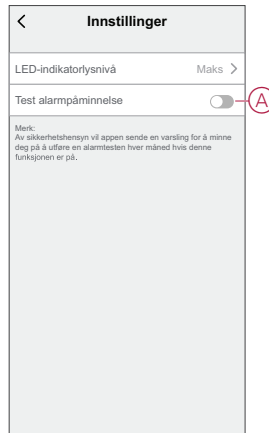 Innstillinger
LED-indikatorlysnivå Maks
Test alarmpåminnelse A
Merk:
Av sikkerhetshensyn vil appen sende en varsling for å minne
deg på å utføre en alarmtesten hver måned hvis denne
funksjonen er på.